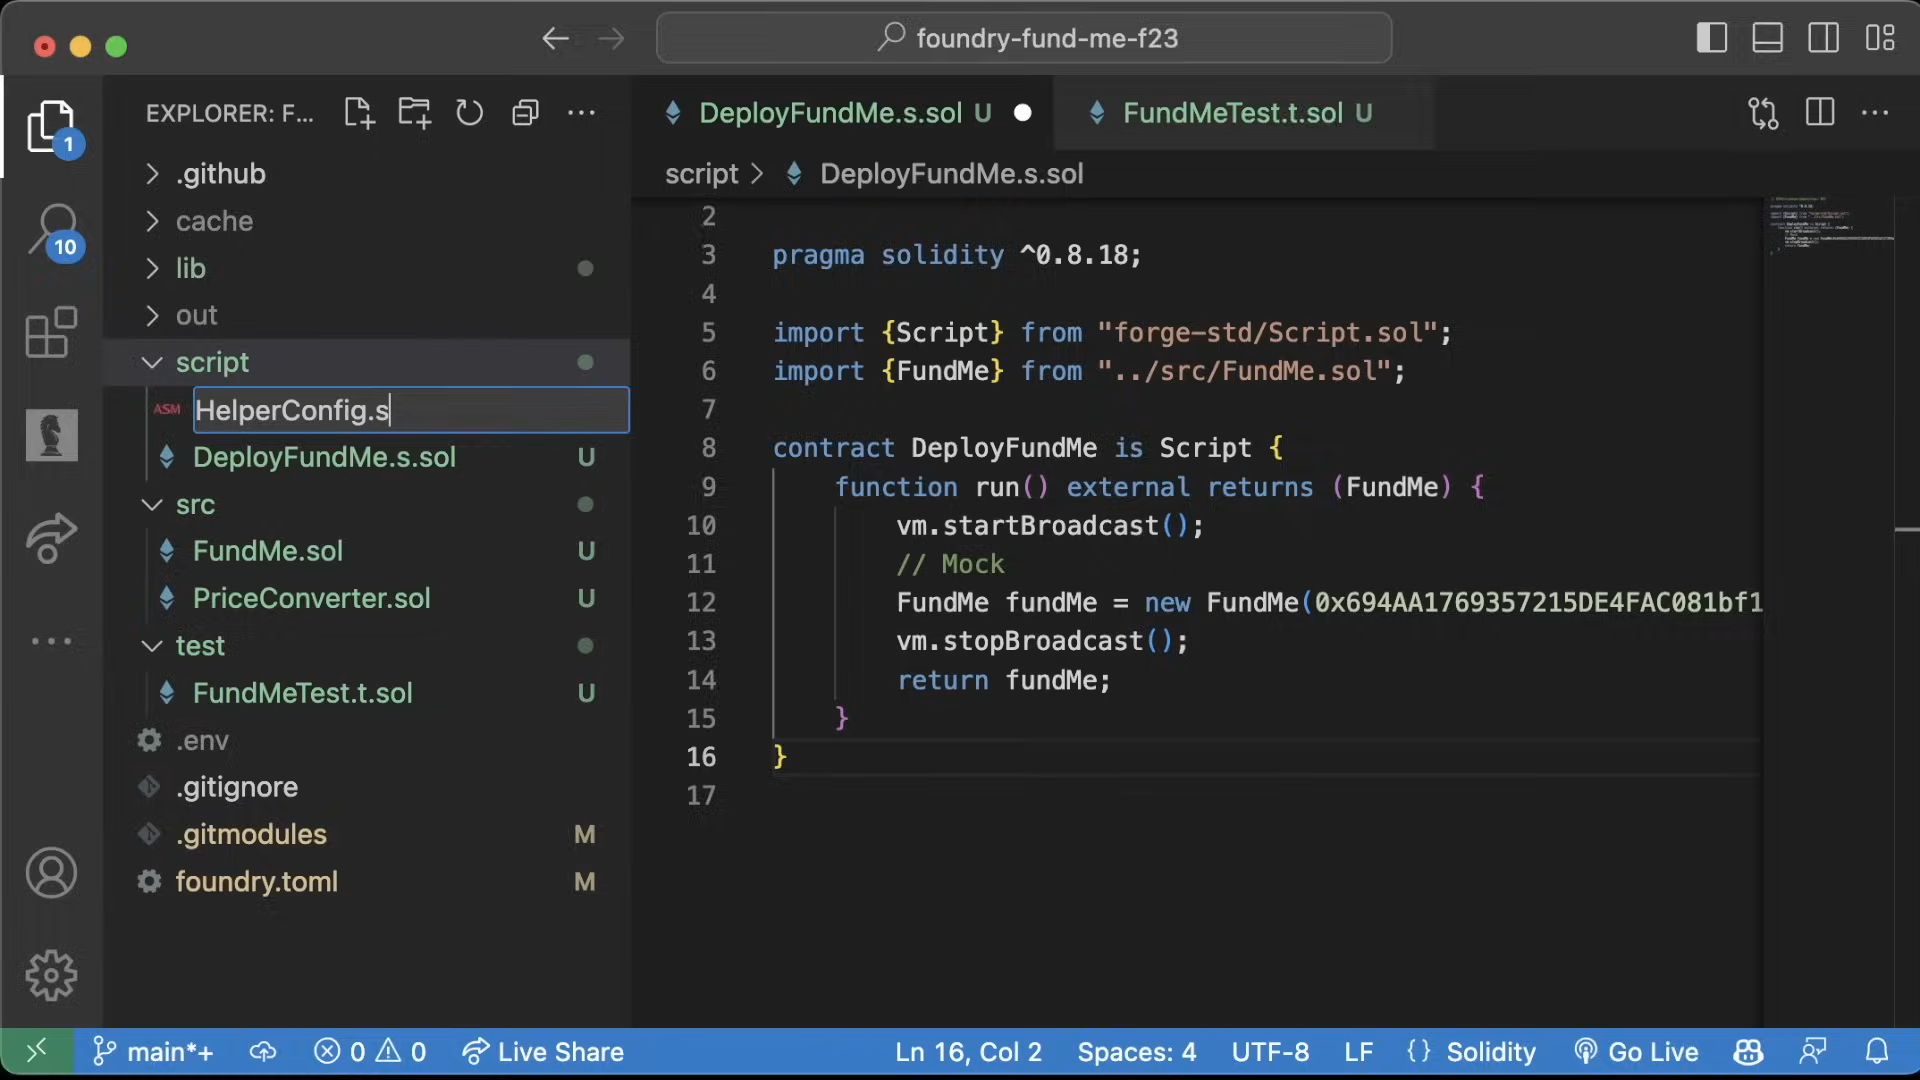 foundry-fund-me-f23
EXPLORER: F...
DeployFundMe.s.sol U
FundMeTest.t.sol U
script > DeployFundMe.s.sol
1
10
.github
cache
lib
out
script
ASM HelperConfig.s
DeployFundMe.s.sol U
src
FundMe.sol U
PriceConverter.sol U
test
FundMeTest.t.sol U
.env
.gitignore
.gitmodules M
foundry.toml M
2
3 pragma solidity ^0.8.18;
4
5 import {Script} from "forge-std/Script.sol";
6 import {FundMe} from "../src/FundMe.sol";
7
8 contract DeployFundMe is Script {
9 function run() external returns (FundMe) {
10 vm.startBroadcast();
11 // Mock
12 FundMe fundMe = new FundMe(0x694AA1769357215DE4FAC081bf1
13 vm.stopBroadcast();
14 return fundMe;
15 }
16 }
17
main*+ 0 0 Live Share Ln 16, Col 2 Spaces: 4 UTF-8 LF {} Solidity Go Live